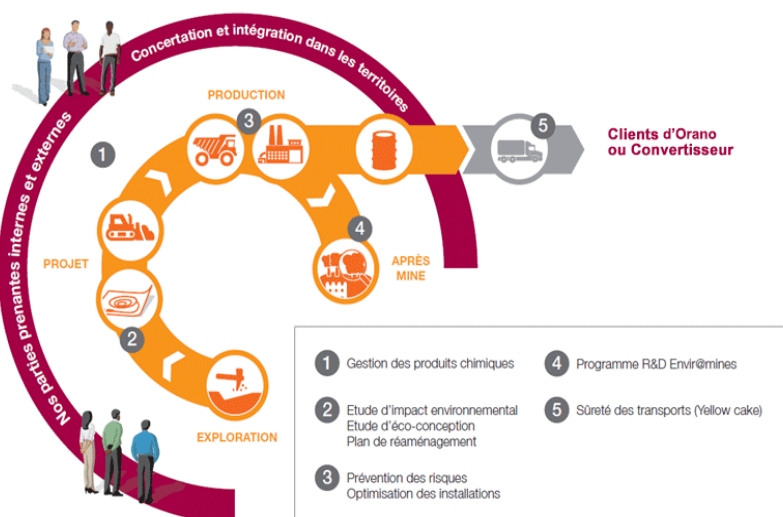 Concertation et intégration dans les territoires
Nos parties prenantes internes et externes
PRODUCTION
3
5
1
Clients d'Orano
ou Convertisseur
4
PROJET
APRÈS
MINE
2
EXPLORATION
1 Gestion des produits chimiques
4 Programme R&D Envir@mines
2 Etude d'impact environnemental
Etude d'éco-conception
Plan de réaménagement
5 Sûreté des transports (Yellow cake)
3 Prévention des risques
Optimisation des installations